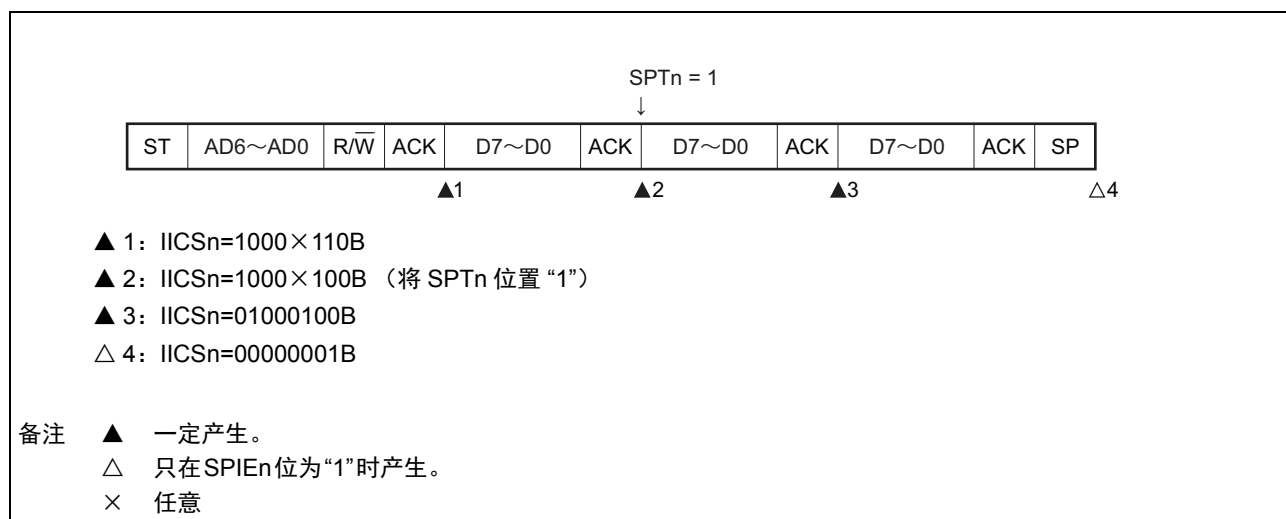 SPTn = 1
↓
ST AD6～AD0 R/W̅ ACK D7～D0 ACK D7～D0 ACK D7～D0 ACK SP
▲1 ▲2 ▲3 △4
▲ 1：IICSn=1000×110B
▲ 2：IICSn=1000×100B （将 SPTn 位置 “1”）
▲ 3：IICSn=01000100B
△ 4：IICSn=00000001B
备注 ▲ 一定产生。
△ 只在SPIEn位为“1”时产生。
× 任意